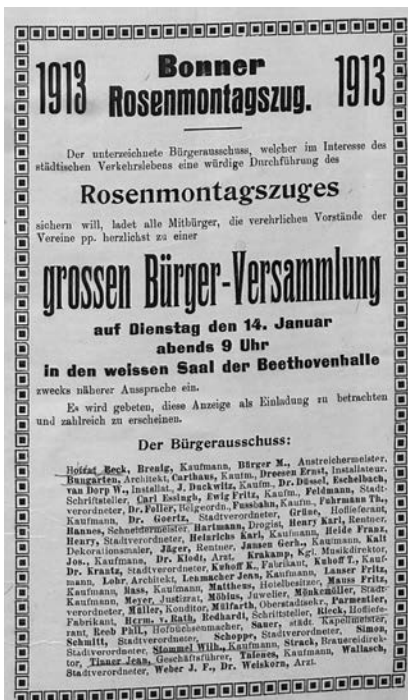 1913 Bonner 1913
Rosenmontagszug.
Der unterzeichnete Bürgerausschuss, welcher im Interesse des
städtischen Verkehrslebens eine würdige Durchführung des
Rosenmontagszuges
sichern will, ladet alle Mitbürger, die verehrlichen Vorstände der
Vereine pp. herzlichst zu einer
grossen Bürger-Versammlung
auf Dienstag den 14. Januar
abends 9 Uhr
in den weissen Saal der Beethovenhalle
zwecks näherer Aussprache ein.
Es wird gebeten, diese Anzeige als Einladung zu betrachten
und zahlreich zu erscheinen.
Der Bürgerausschuss:
Hofrat Beck, Brenig, Kaufmann, Bürger M., Anstreichermeister,
Bungarten, Architekt, Carthaus, Kaufm., Dreesen Ernst, Installateur.
van Dorp W., Installat., J. Duckwitz, Kaufm., Dr. Düssel, Eschelbach,
Schriftsteller, Carl Essingh, Ewig Fritz, Kaufm., Feldmann, Stadt-
verordneter, Dr. Foller, Beigeordn., Fussbahn, Kaufm., Fuhrmann Th.,
Kaufmann, Dr. Goertz, Stadtverordneter, Grüne, Hoflieferant,
Hannes, Schneidermeister, Hartmann, Drogist, Henry Karl, Rentner,
Henry, Stadtverordneter, Heinrichs Karl, Kaufmann, Heide Franz,
Dekorationsmaler, Jäger, Rentner, Jansen Gerh., Kaufmann, Kalt
Jos., Kaufmann, Dr. Klodt, Arzt, Krakamp, Kgl. Musikdirektor,
Dr. Krantz, Stadtverordneter, Kuhoff K., Fabrikant, Kuhoff T., Kauf-
mann, Lohr, Architekt, Lenmacher Jean, Kaufmann, Lanser Fritz,
Kaufmann, Maas, Kaufmann, Mattheus, Hotelbesitzer, Mauss Fritz,
Kaufmann, Meyer, Justizrat, Möbius, Juwelier, Mönkemöller, Stadt-
verordneter, Müller, Konditor, Mülfarth, Oberstadtsekr., Parmentier,
Fabrikant, Herm. v. Rath, Redhardt, Schriftsteller, Rieck, Hofliefe-
rant, Reeb Phil., Hofbüchsenmacher, Sauer, städt. Kapellmeister,
Schmidt, Stadtverordneter, Schoppe, Stadtverordneter, Simon,
Stadtverordneter, Stommel Wilh., Kaufmann, Strack, Brauereidirek-
tor, Tisner Jean, Geschäftsführer, Talones, Kaufmann, Wallasch,
Stadtverordneter, Weber J. F., Dr. Weiskorn, Arzt.